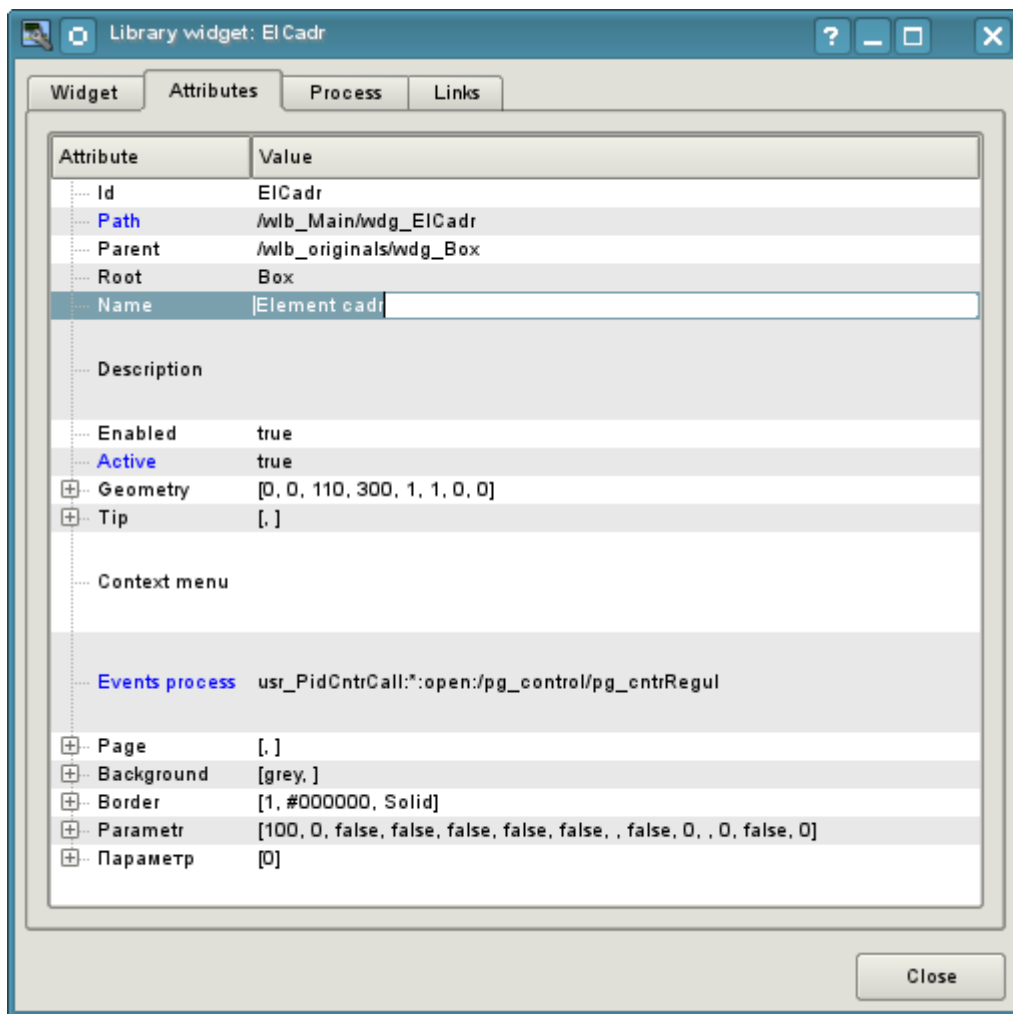 Library widget: ElCadr ?
Widget Attributes Process Links
Attribute Value
Id ElCadr
Path /wlb_Main/wdg_ElCadr
Parent /wlb_originals/wdg_Box
Root Box
Name Element cadr
Description
Enabled true
Active true
Geometry [0, 0, 110, 300, 1, 1, 0, 0]
Tip [, ]
Context menu
Events process usr_PidCntrCall:*:open:/pg_control/pg_cntrRegul
Page [, ]
Background [grey, ]
Border [1, #000000, Solid]
Parametr [100, 0, false, false, false, false, false, , false, 0, , 0, false, 0]
Параметр [0]
Close